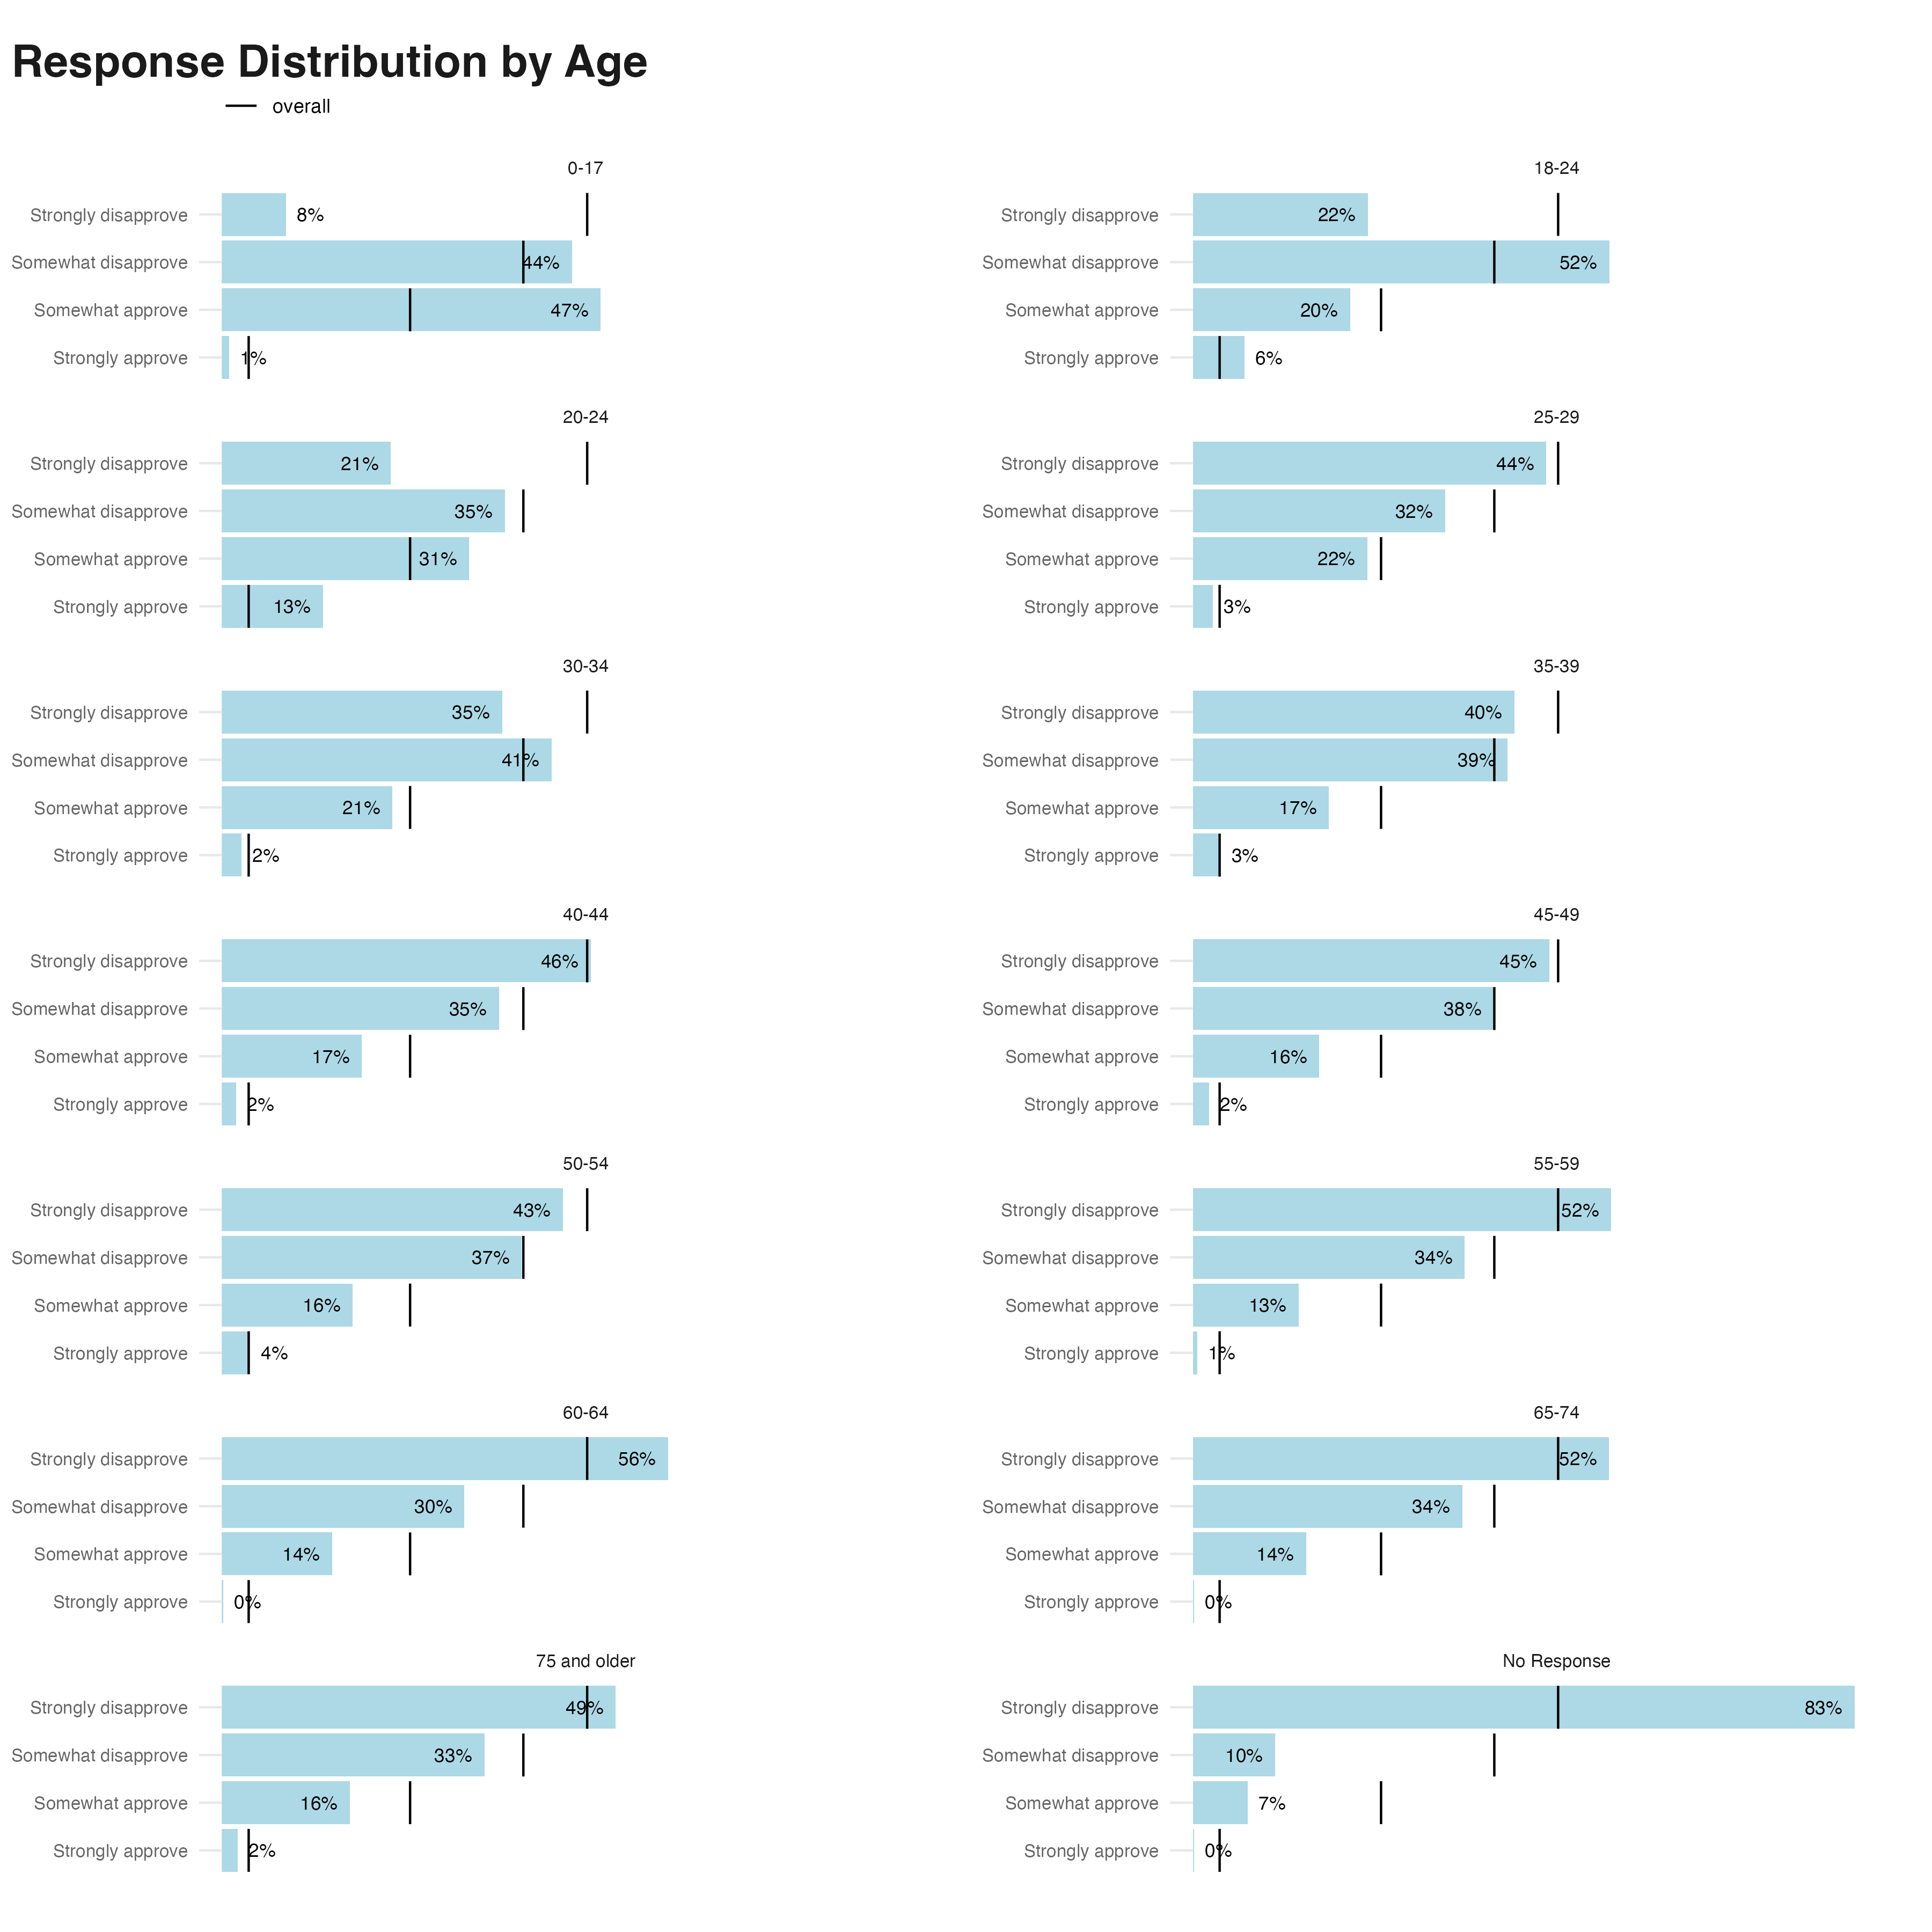 Response Distribution by Age
overall
0-17
Strongly disapprove 8%
Somewhat disapprove 44%
Somewhat approve 47%
Strongly approve 1%
18-24
Strongly disapprove 22%
Somewhat disapprove 52%
Somewhat approve 20%
Strongly approve 6%
20-24
Strongly disapprove 21%
Somewhat disapprove 35%
Somewhat approve 31%
Strongly approve 13%
25-29
Strongly disapprove 44%
Somewhat disapprove 32%
Somewhat approve 22%
Strongly approve 3%
30-34
Strongly disapprove 35%
Somewhat disapprove 41%
Somewhat approve 21%
Strongly approve 2%
35-39
Strongly disapprove 40%
Somewhat disapprove 39%
Somewhat approve 17%
Strongly approve 3%
40-44
Strongly disapprove 46%
Somewhat disapprove 35%
Somewhat approve 17%
Strongly approve 2%
45-49
Strongly disapprove 45%
Somewhat disapprove 38%
Somewhat approve 16%
Strongly approve 2%
50-54
Strongly disapprove 43%
Somewhat disapprove 37%
Somewhat approve 16%
Strongly approve 4%
55-59
Strongly disapprove 52%
Somewhat disapprove 34%
Somewhat approve 13%
Strongly approve 1%
60-64
Strongly disapprove 56%
Somewhat disapprove 30%
Somewhat approve 14%
Strongly approve 0%
65-74
Strongly disapprove 52%
Somewhat disapprove 34%
Somewhat approve 14%
Strongly approve 0%
75 and older
Strongly disapprove 49%
Somewhat disapprove 33%
Somewhat approve 16%
Strongly approve 2%
No Response
Strongly disapprove 83%
Somewhat disapprove 10%
Somewhat approve 7%
Strongly approve 0%